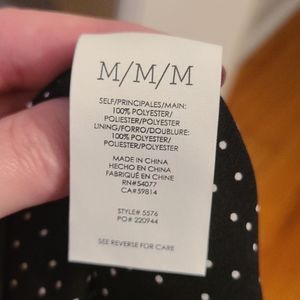 M/M/M
SELF/PRINCIPALES/MAIN:
100% POLYESTER/
POLIESTER/POLYESTER
LINING/FORRO/DOUBLURE:
100% POLYESTER/
POLIESTER/POLYESTER
MADE IN CHINA
HECHO EN CHINA
FABRIQUÉ EN CHINE
RN#54077
CA#59814
STYLE# 5576
PO# 220944
SEE REVERSE FOR CARE